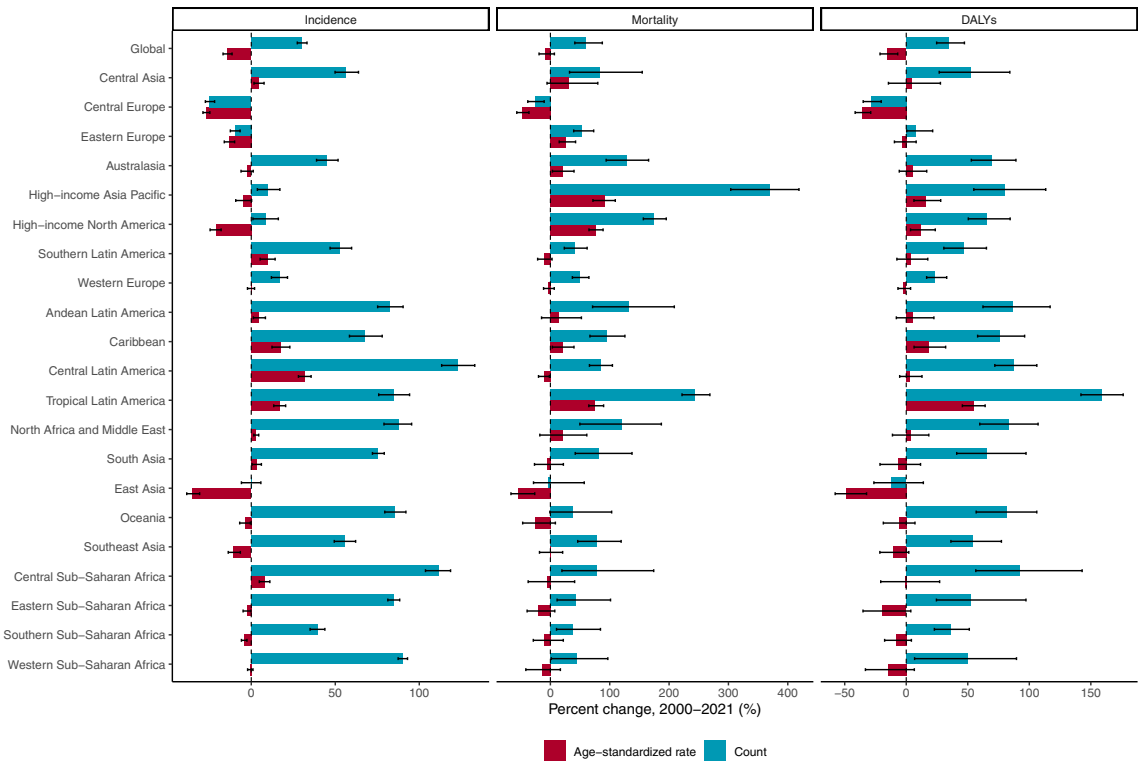 Incidence Mortality DALYs
Global
Central Asia
Central Europe
Eastern Europe
Australasia
High−income Asia Pacific
High−income North America
Southern Latin America
Western Europe
Andean Latin America
Caribbean
Central Latin America
Tropical Latin America
North Africa and Middle East
South Asia
East Asia
Oceania
Southeast Asia
Central Sub−Saharan Africa
Eastern Sub−Saharan Africa
Southern Sub−Saharan Africa
Western Sub−Saharan Africa
0 50 100 0 100 200 300 400 −50 0 50 100 150
Percent change, 2000−2021 (%)
Age−standardized rate Count